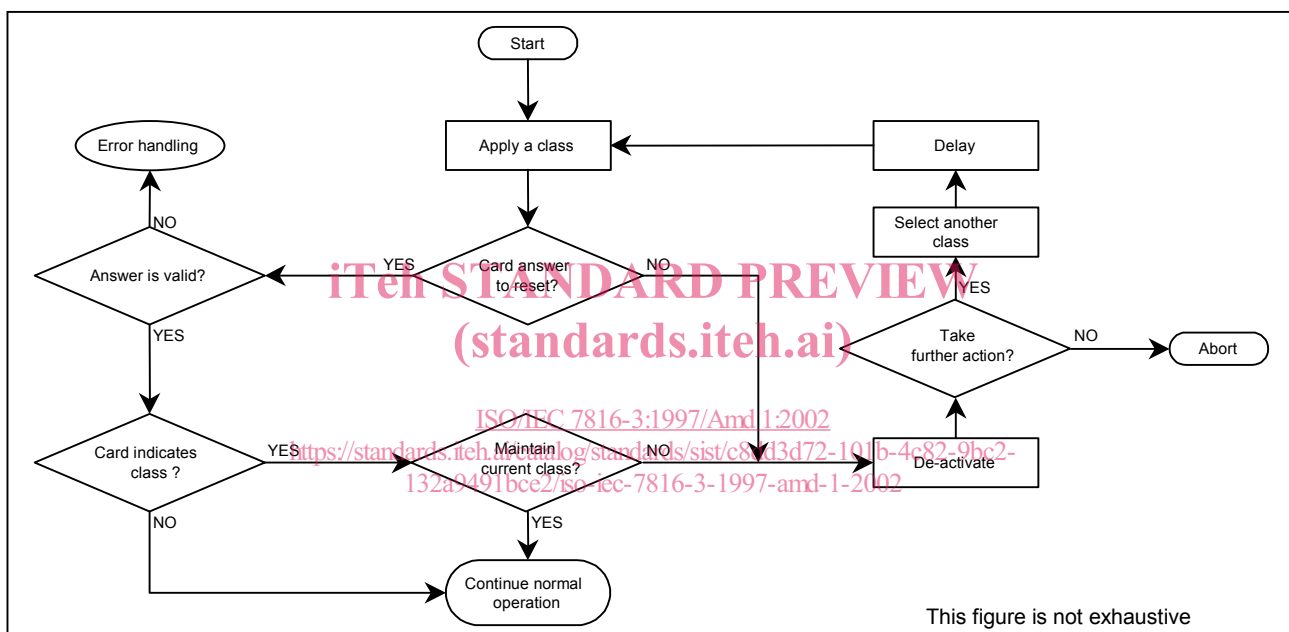 Start
Error handling
Apply a class
Delay
NO
Select another
class
Answer is valid?
YES
Card answer
to reset?
NO
YES
iTeh STANDARD PREVIEW
(standards.iteh.ai)
YES
Take
further action?
NO
Abort
ISO/IEC 7816-3:1997/Amd 1:2002
https://standards.iteh.ai/catalog/standards/sist/c8dd3d72-101b-4c82-9bc2-
132a9491bce2/iso-iec-7816-3-1997-amd-1-2002
Card indicates
class ?
YES
Maintain
current class?
NO
De-activate
NO
YES
Continue normal
operation
This figure is not exhaustive